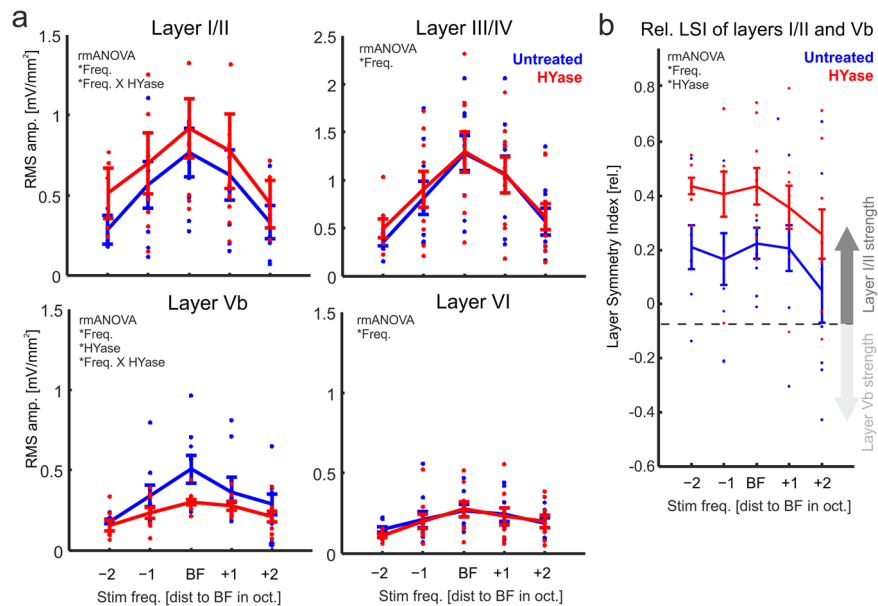 a
Layer I/II
RMS amp. [mV/mm²]
1.5
1
0.5
0
rmANOVA
*Freq.
*Freq. X HYase
Layer III/IV
2.5
2
1.5
1
0.5
0
rmANOVA
*Freq.
Untreated
HYase
Layer Vb
RMS amp. [mV/mm²]
1.5
1
0.5
0
rmANOVA
*Freq.
*HYase
*Freq. X HYase
−2 −1 BF +1 +2
Stim freq. [dist to BF in oct.]
Layer VI
1.5
1
0.5
0
rmANOVA
*Freq.
−2 −1 BF +1 +2
Stim freq. [dist to BF in oct.]
b
Rel. LSI of layers I/II and Vb
Layer Symmetry Index [rel.]
0.8
0.6
0.4
0.2
0
-0.2
-0.4
-0.6
rmANOVA
*Freq.
*HYase
Untreated
HYase
Layer I/II strength
Layer Vb strength
−2 −1 BF +1 +2
Stim freq. [dist to BF in oct.]